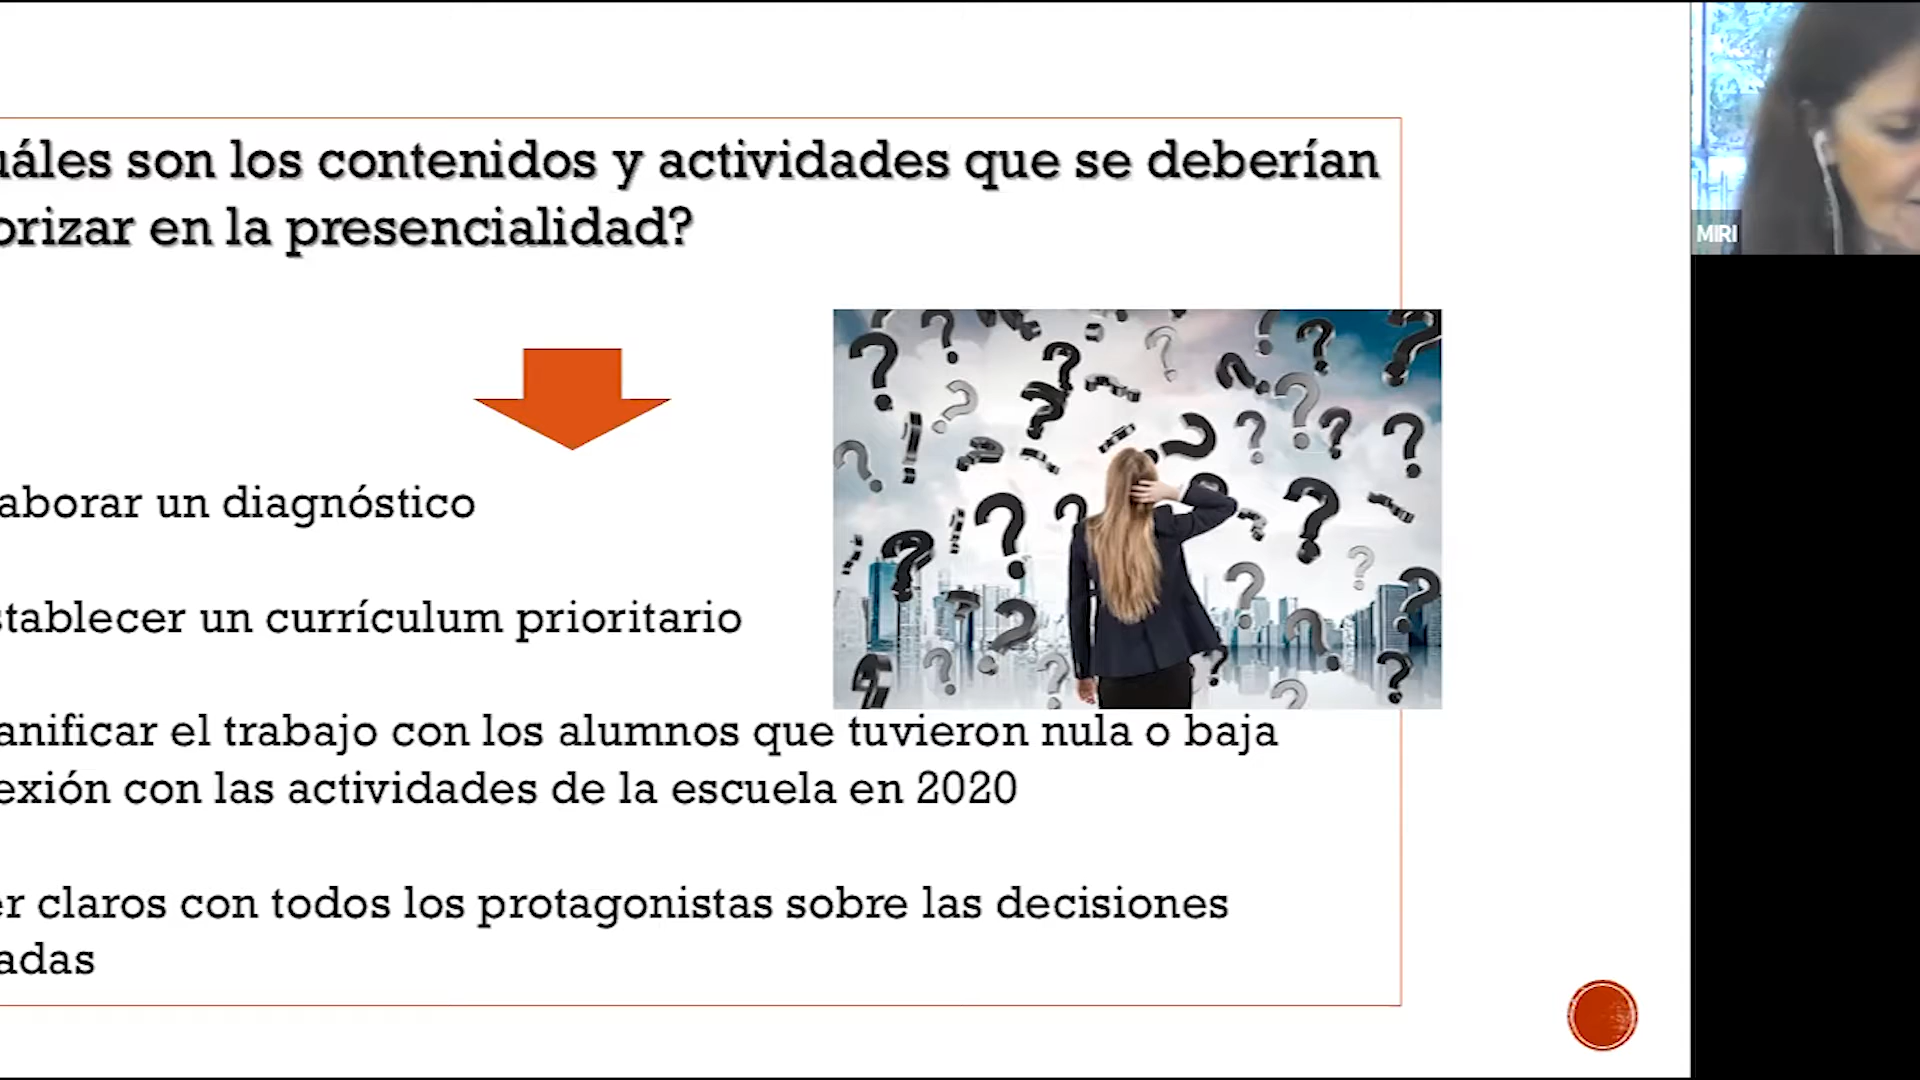 uáles son los contenidos y actividades que se deberían
orizar en la presencialidad?
aborar un diagnóstico
stablecer un currículum prioritario
anificar el trabajo con los alumnos que tuvieron nula o baja
exión con las actividades de la escuela en 2020
er claros con todos los protagonistas sobre las decisiones
adas
MIRI